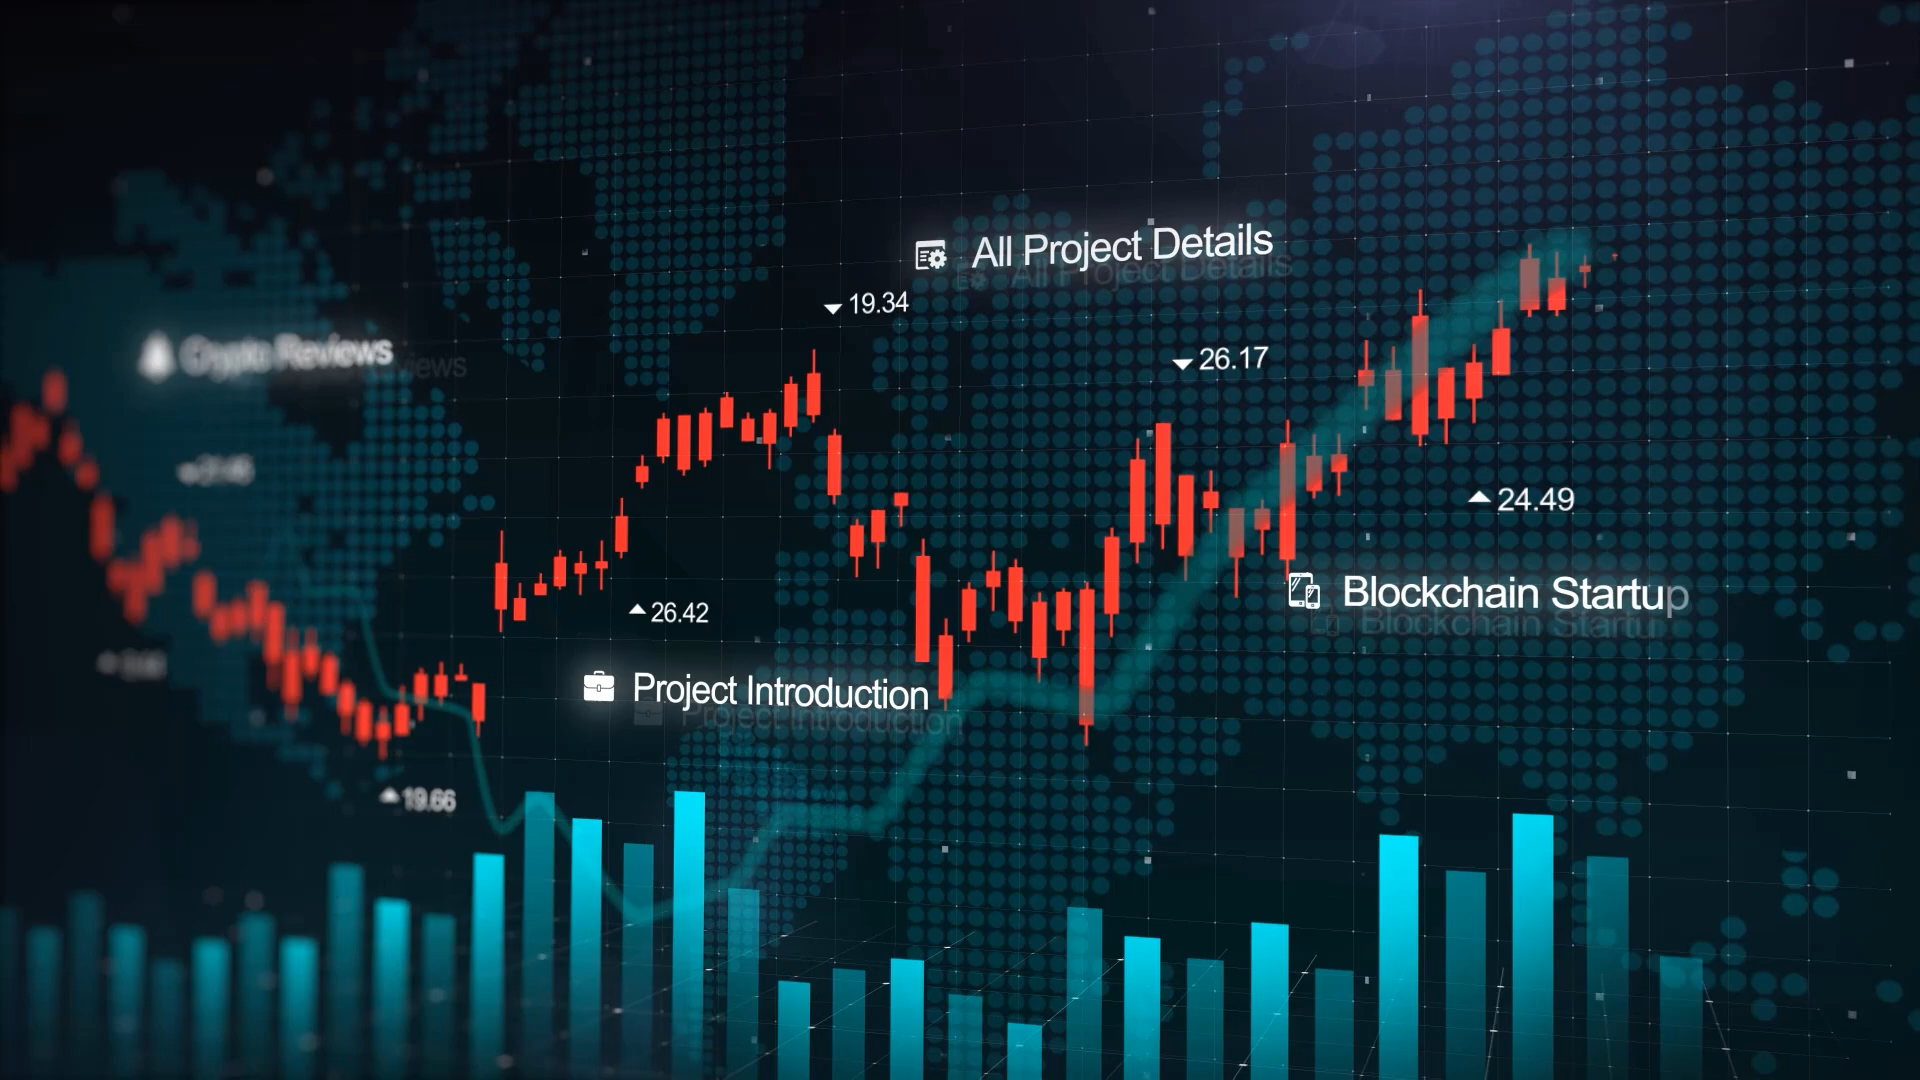 All Project Details
19.34
Crypto Reviews
26.17
24.49
Blockchain Startup
26.42
Project Introduction
19.66